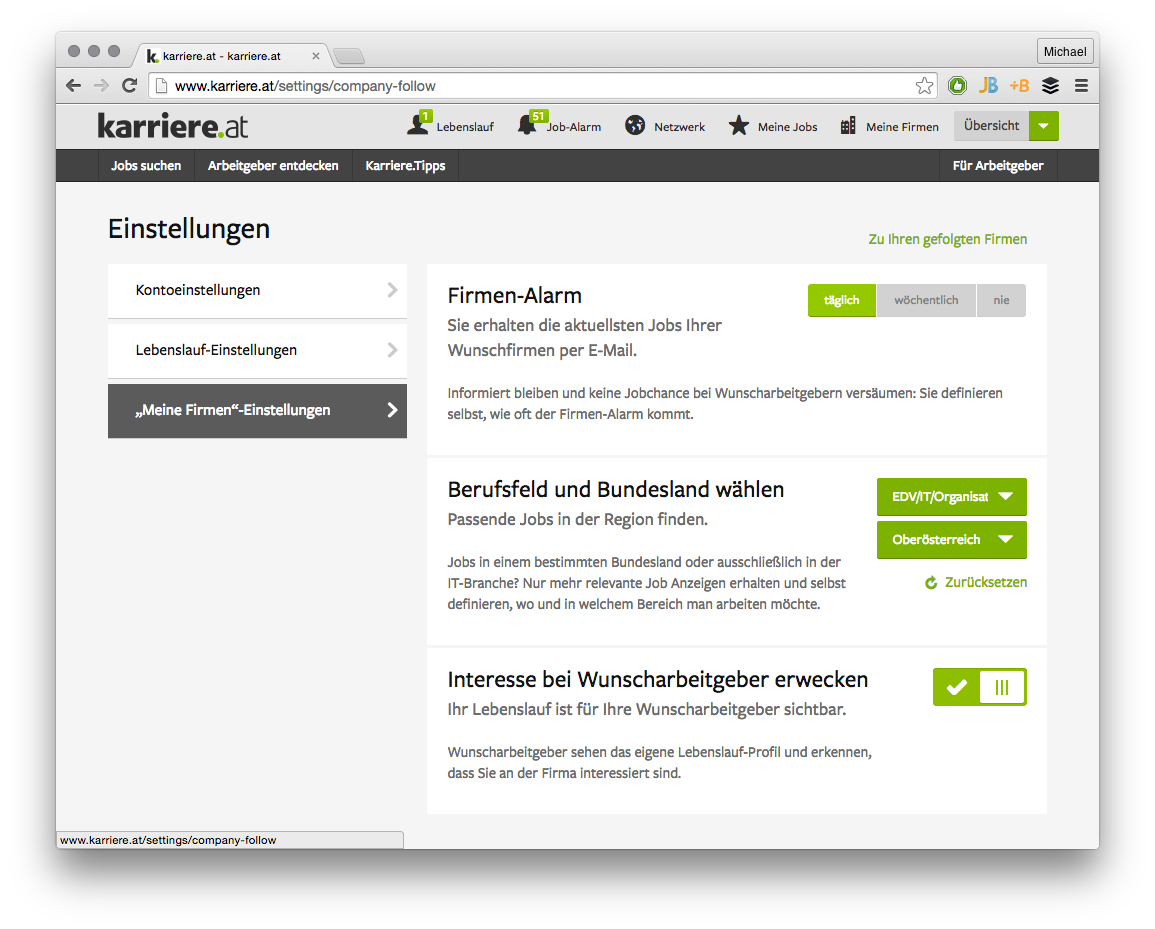 karriere.at - karriere.at
Michael
www.karriere.at/settings/company-follow
JB
÷B
karriere.at
1
Lebenslauf
51
Job-Alarm
Netzwerk
Meine Jobs
Meine Firmen
Übersicht
Jobs suchen
Arbeitgeber entdecken
Karriere.Tipps
Für Arbeitgeber
Einstellungen
Zu Ihren gefolgten Firmen
Kontoeinstellungen
Lebenslauf-Einstellungen
„Meine Firmen“-Einstellungen
Firmen-Alarm
täglich
wöchentlich
nie
Sie erhalten die aktuellsten Jobs Ihrer
Wunschfirmen per E-Mail.
Informiert bleiben und keine Jobchance bei Wunscharbeitgebern versäumen: Sie definieren
selbst, wie oft der Firmen-Alarm kommt.
Berufsfeld und Bundesland wählen
Passende Jobs in der Region finden.
EDV/IT/Organisat
Oberösterreich
Zurücksetzen
Jobs in einem bestimmten Bundesland oder ausschließlich in der
IT-Branche? Nur mehr relevante Job Anzeigen erhalten und selbst
definieren, wo und in welchem Bereich man arbeiten möchte.
Interesse bei Wunscharbeitgeber erwecken
Ihr Lebenslauf ist für Ihre Wunscharbeitgeber sichtbar.
Wunscharbeitgeber sehen das eigene Lebenslauf-Profil und erkennen,
dass Sie an der Firma interessiert sind.
www.karriere.at/settings/company-follow